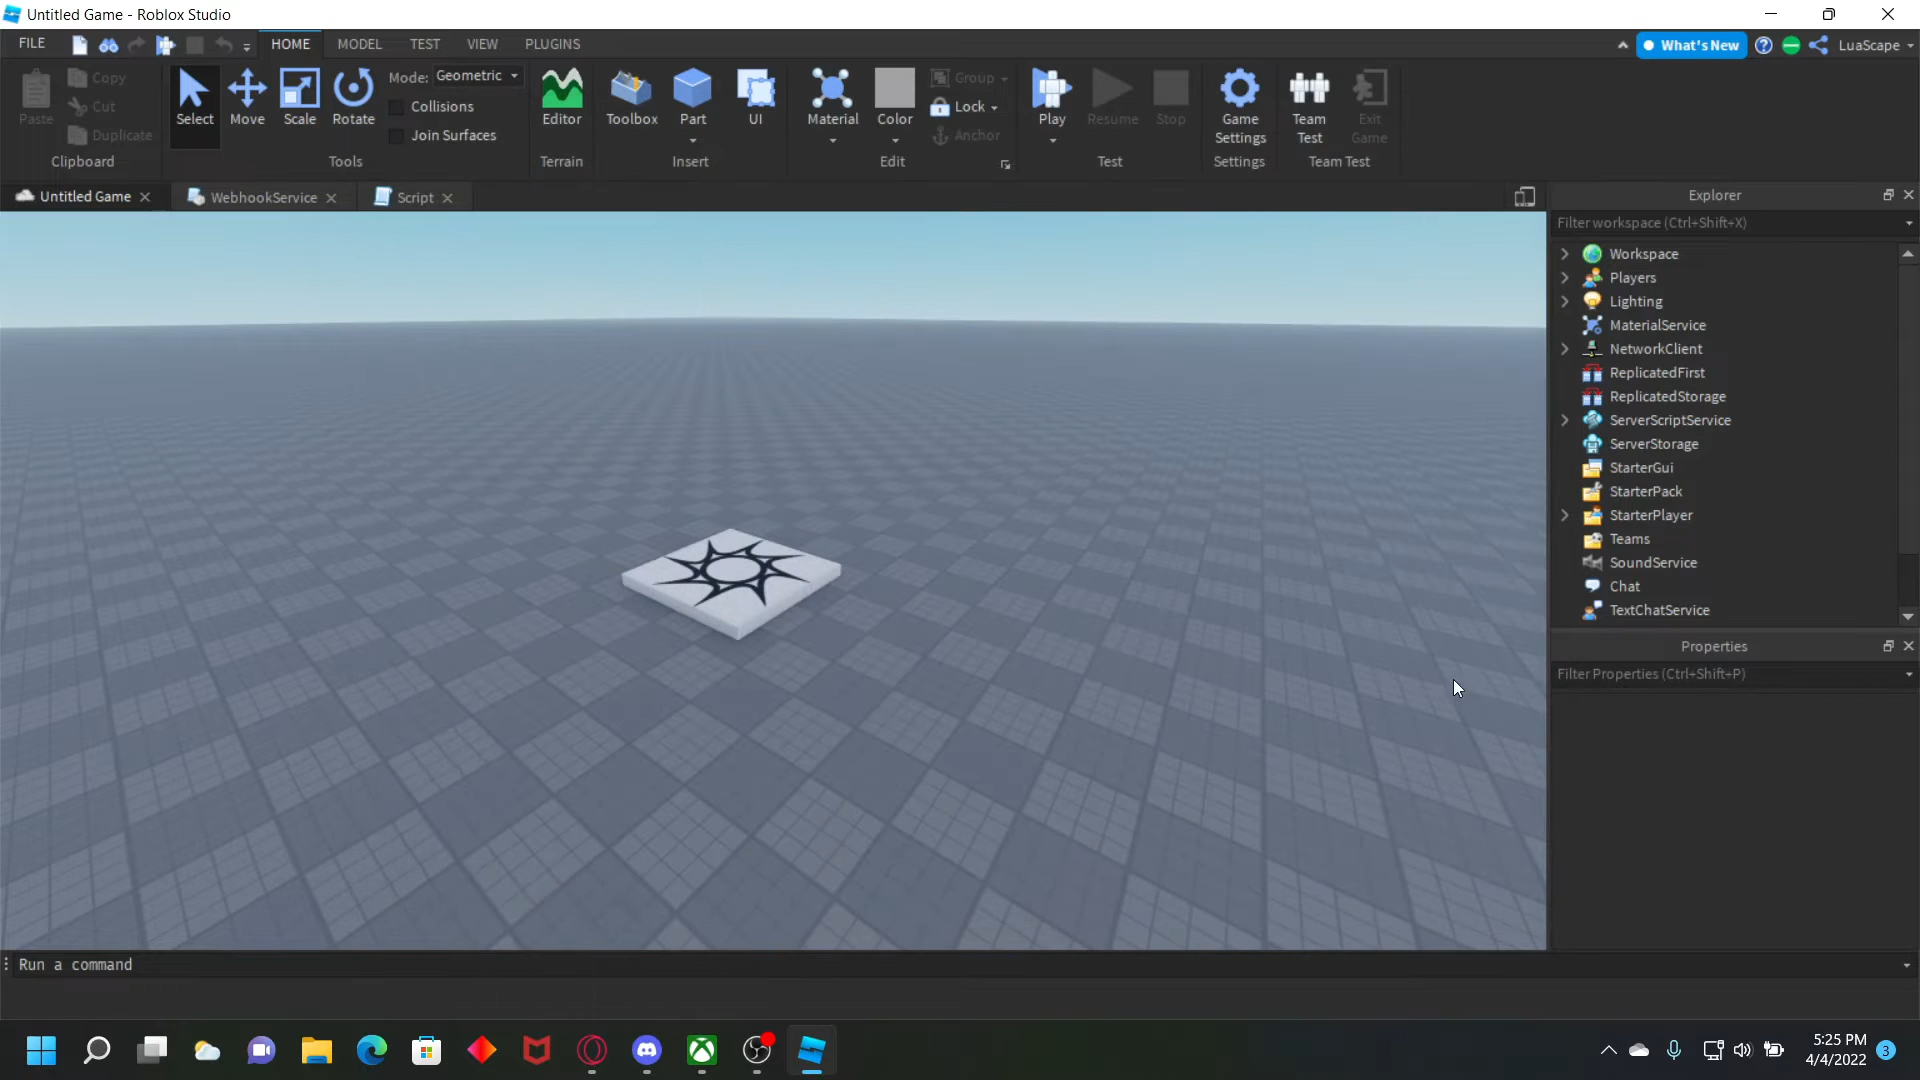 Untitled Game - Roblox Studio
FILE
HOME
MODEL
TEST
VIEW
PLUGINS
What's New
LuaScape
Paste
Copy
Cut
Duplicate
Clipboard
Select
Move
Scale
Rotate
Mode: Geometric
Collisions
Join Surfaces
Tools
Editor
Terrain
Toolbox
Part
UI
Insert
Material
Color
Group
Lock
Anchor
Edit
Play
Resume
Stop
Test
Game
Settings
Settings
Team
Test
Exit
Game
Team Test
Untitled Game
WebhookService
Script
Explorer
Filter workspace (Ctrl+Shift+X)
Workspace
Players
Lighting
MaterialService
NetworkClient
ReplicatedFirst
ReplicatedStorage
ServerScriptService
ServerStorage
StarterGui
StarterPack
StarterPlayer
Teams
SoundService
Chat
TextChatService
Properties
Filter Properties (Ctrl+Shift+P)
Run a command
5:25 PM
4/4/2022
3